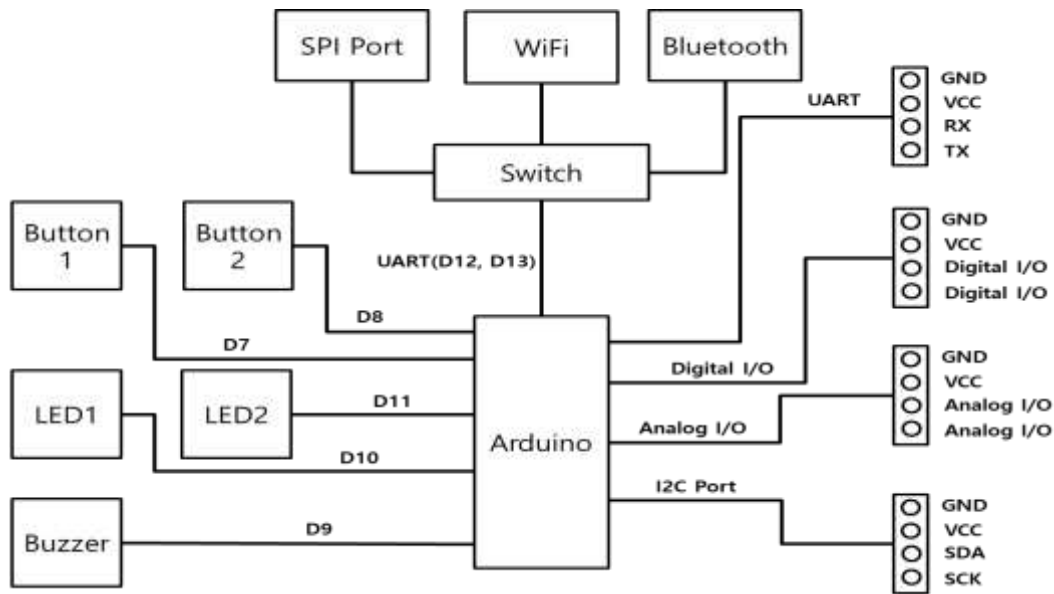 SPI Port
WiFi
Bluetooth
UART
GND
VCC
RX
TX
Switch
Button
1
Button
2
UART(D12, D13)
GND
VCC
Digital I/O
Digital I/O
D8
D7
Digital I/O
GND
VCC
Analog I/O
Analog I/O
LED1
LED2
D11
Arduino
Analog I/O
D10
I2C Port
GND
VCC
SDA
SCK
Buzzer
D9